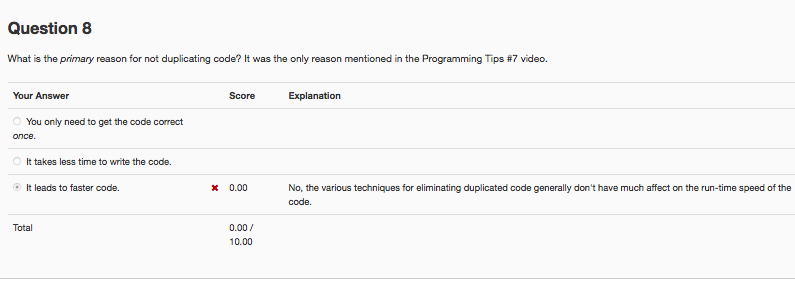 Question 8
What is the primary reason for not duplicating code? It was the only reason mentioned in the Programming Tips #7 video.
Your Answer Score Explanation
You only need to get the code correct
once.
It takes less time to write the code.
It leads to faster code. ✖ 0.00 No, the various techniques for eliminating duplicated code generally don't have much affect on the run-time speed of the
code.
Total 0.00 /
10.00